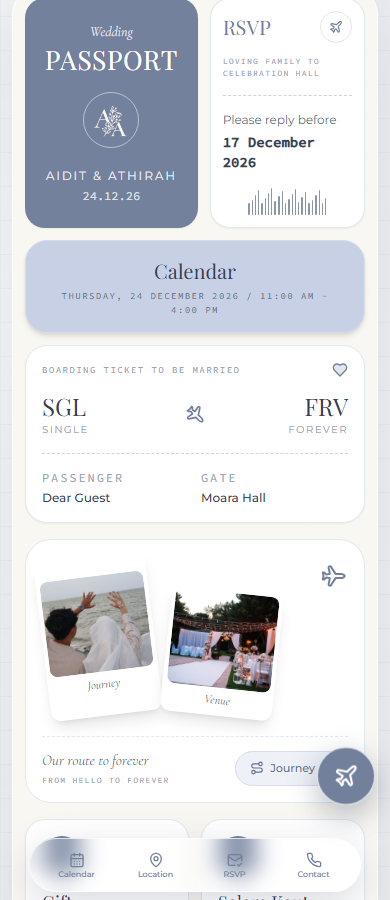 Wedding
PASSPORT
AA
AIDIT & ATHIRAH
24.12.26
RSVP
LOVING FAMILY TO
CELEBRATION HALL
Please reply before
17 December
2026
Calendar
THURSDAY, 24 DECEMBER 2026 / 11:00 AM –
4:00 PM
BOARDING TICKET TO BE MARRIED
SGL
SINGLE
FRV
FOREVER
PASSENGER
Dear Guest
GATE
Moara Hall
Journey
Venue
Our route to forever
FROM HELLO TO FOREVER
Journey
Calendar
Location
RSVP
Contact